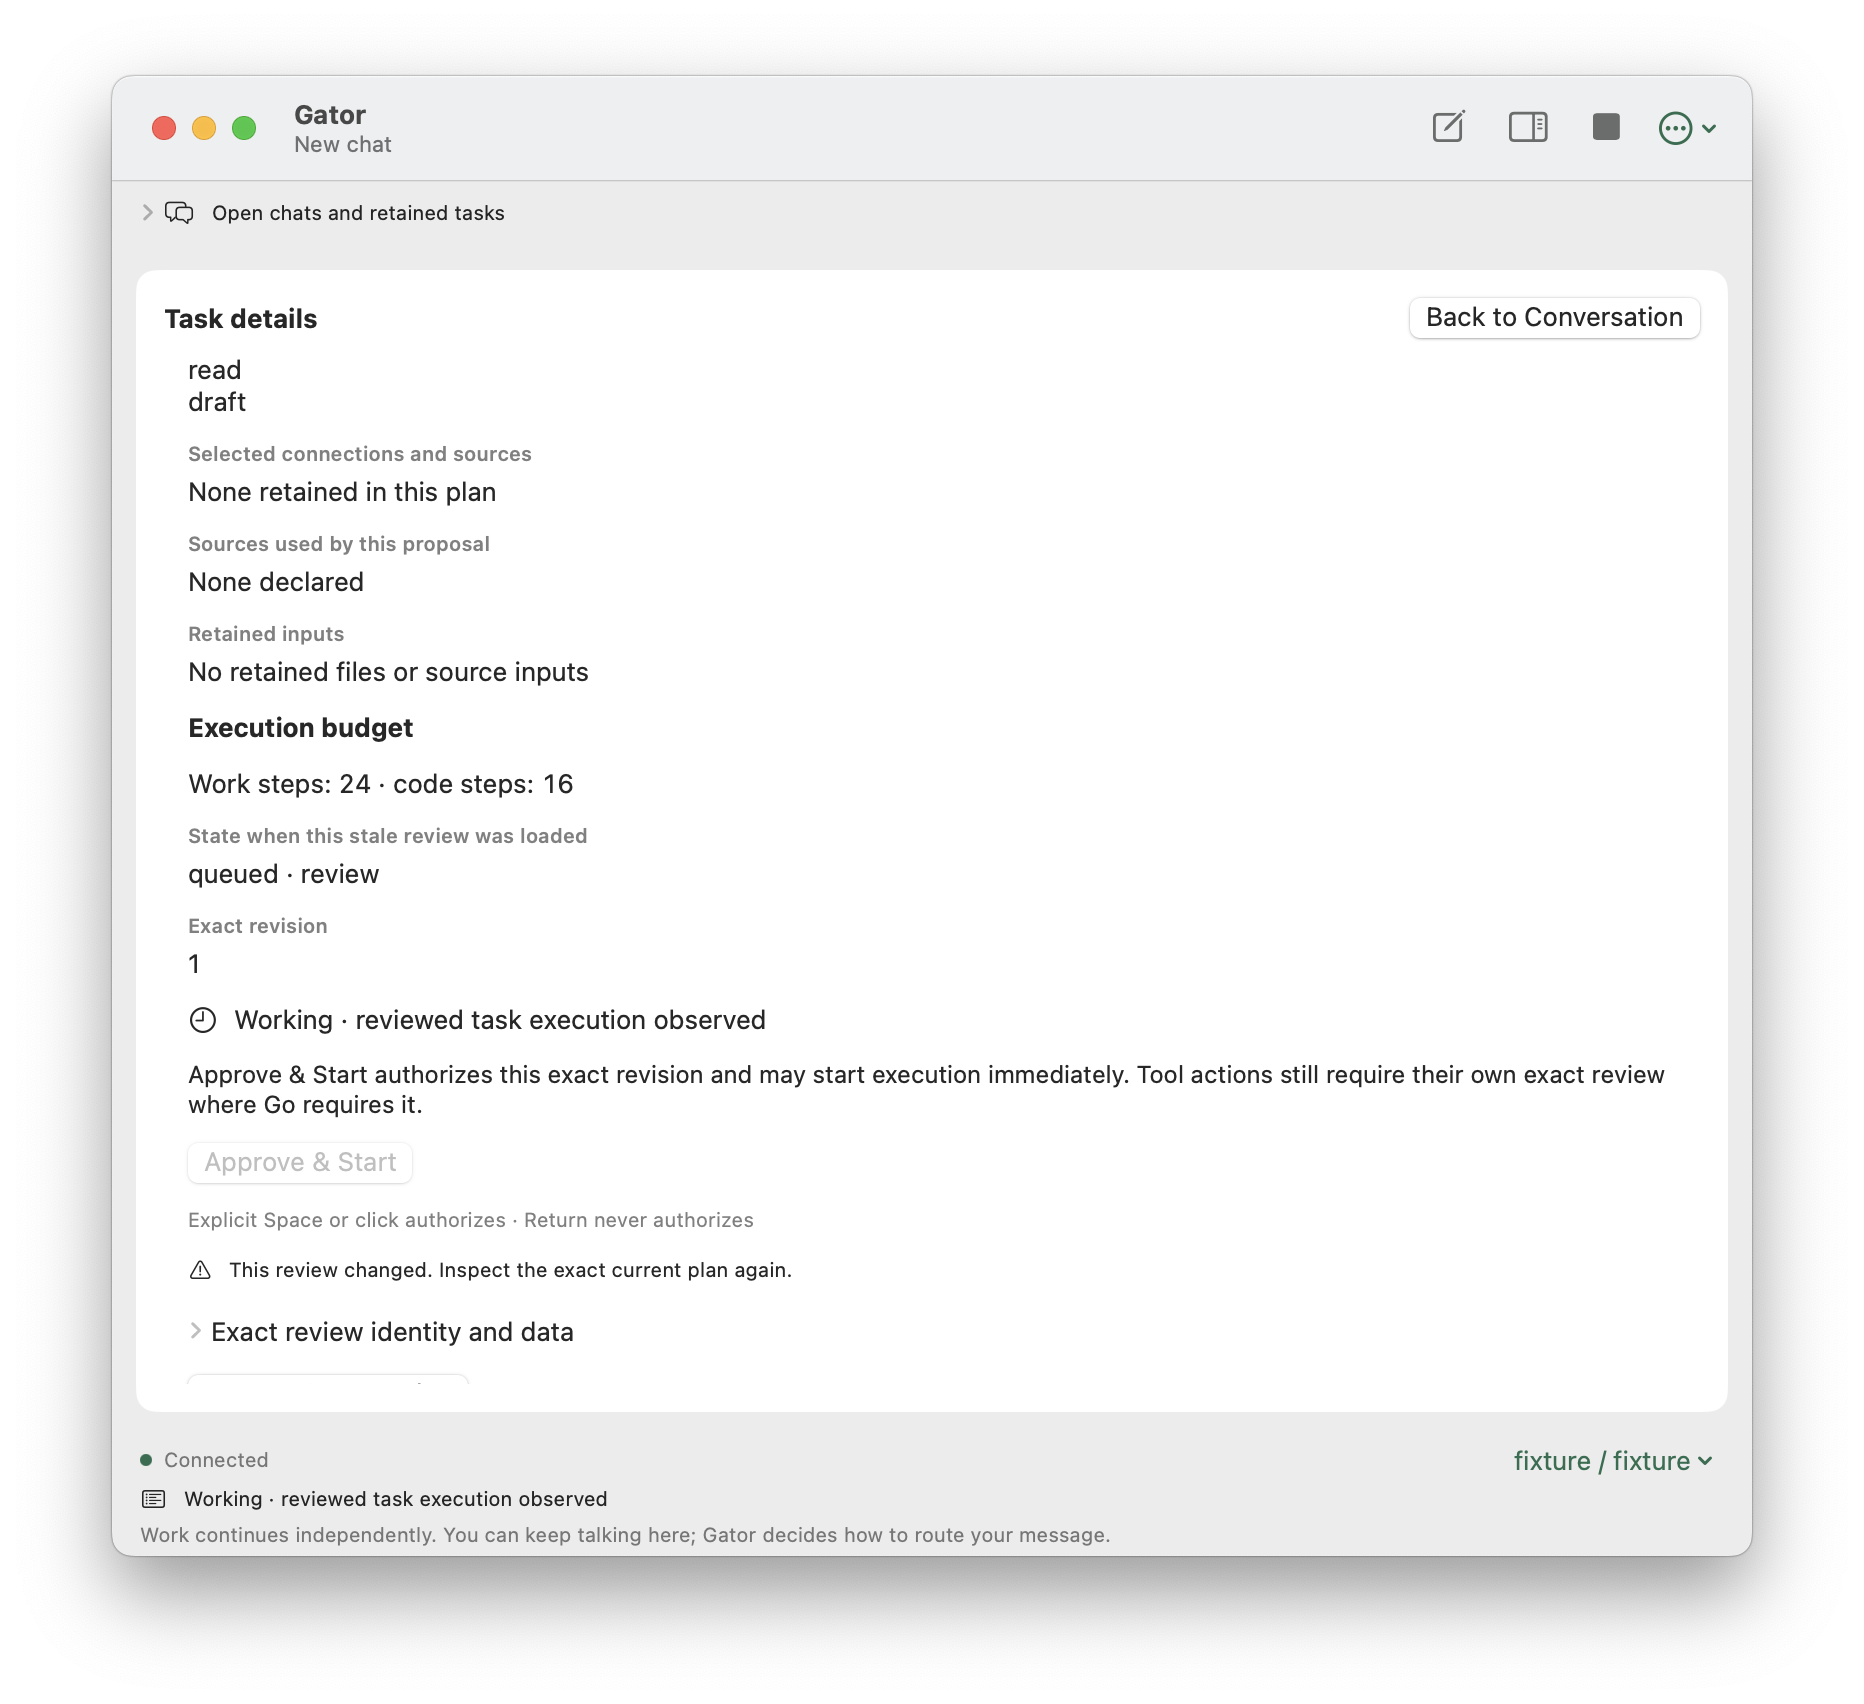 Gator
New chat
Open chats and retained tasks
Task details
Back to Conversation
read
draft
Selected connections and sources
None retained in this plan
Sources used by this proposal
None declared
Retained inputs
No retained files or source inputs
Execution budget
Work steps: 24 · code steps: 16
State when this stale review was loaded
queued · review
Exact revision
1
Working · reviewed task execution observed
Approve & Start authorizes this exact revision and may start execution immediately. Tool actions still require their own exact review
where Go requires it.
Approve & Start
Explicit Space or click authorizes · Return never authorizes
This review changed. Inspect the exact current plan again.
Exact review identity and data
Connected
fixture / fixture
Working · reviewed task execution observed
Work continues independently. You can keep talking here; Gator decides how to route your message.